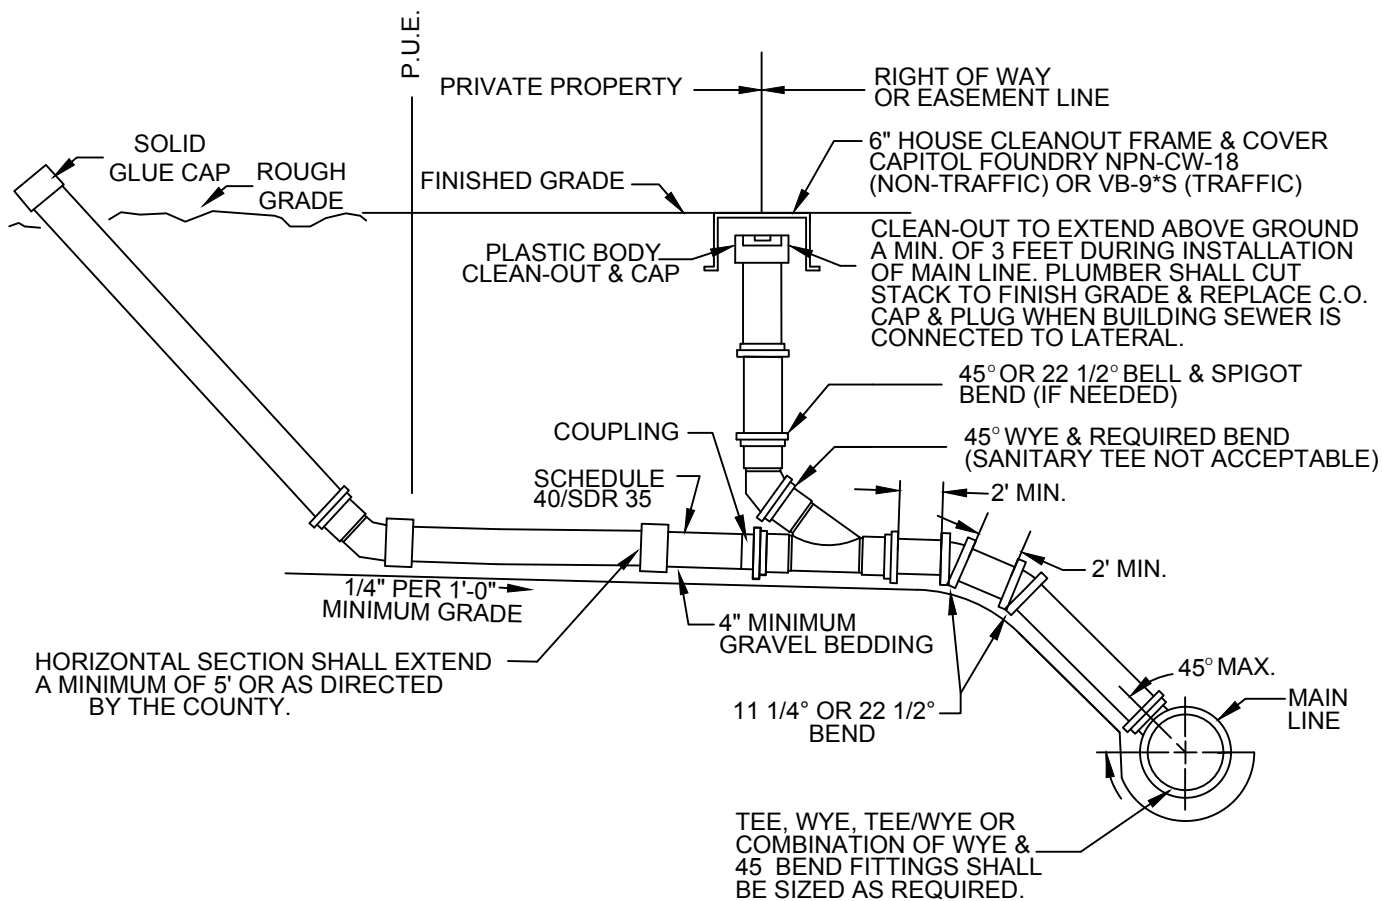 P.U.E.
PRIVATE PROPERTY
RIGHT OF WAY
OR EASEMENT LINE
SOLID
GLUE CAP
ROUGH
GRADE
FINISHED GRADE
6" HOUSE CLEANOUT FRAME & COVER
CAPITOL FOUNDRY NPN-CW-18
(NON-TRAFFIC) OR VB-9*S (TRAFFIC)
PLASTIC BODY
CLEAN-OUT & CAP
CLEAN-OUT TO EXTEND ABOVE GROUND
A MIN. OF 3 FEET DURING INSTALLATION
OF MAIN LINE. PLUMBER SHALL CUT
STACK TO FINISH GRADE & REPLACE C.O.
CAP & PLUG WHEN BUILDING SEWER IS
CONNECTED TO LATERAL.
45° OR 22 1/2° BELL & SPIGOT
BEND (IF NEEDED)
COUPLING
45° WYE & REQUIRED BEND
(SANITARY TEE NOT ACCEPTABLE)
SCHEDULE
40/SDR 35
2' MIN.
2' MIN.
1/4" PER 1'-0"
MINIMUM GRADE
4" MINIMUM
GRAVEL BEDDING
HORIZONTAL SECTION SHALL EXTEND
A MINIMUM OF 5' OR AS DIRECTED
BY THE COUNTY.
11 1/4° OR 22 1/2°
BEND
45° MAX.
MAIN
LINE
TEE, WYE, TEE/WYE OR
COMBINATION OF WYE &
45 BEND FITTINGS SHALL
BE SIZED AS REQUIRED.